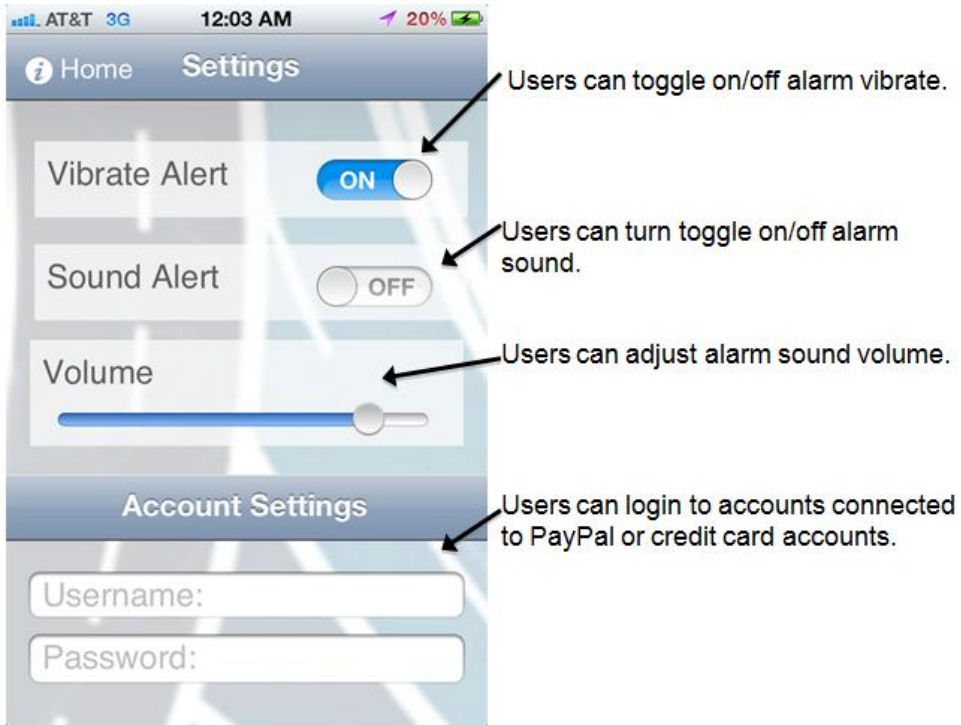 AT&T 3G 12:03 AM 20%
i Home Settings
Users can toggle on/off alarm vibrate.
Vibrate Alert ON
Users can turn toggle on/off alarm
sound.
Sound Alert OFF
Users can adjust alarm sound volume.
Volume
Account Settings
Users can login to accounts connected
to PayPal or credit card accounts.
Username:
Password: